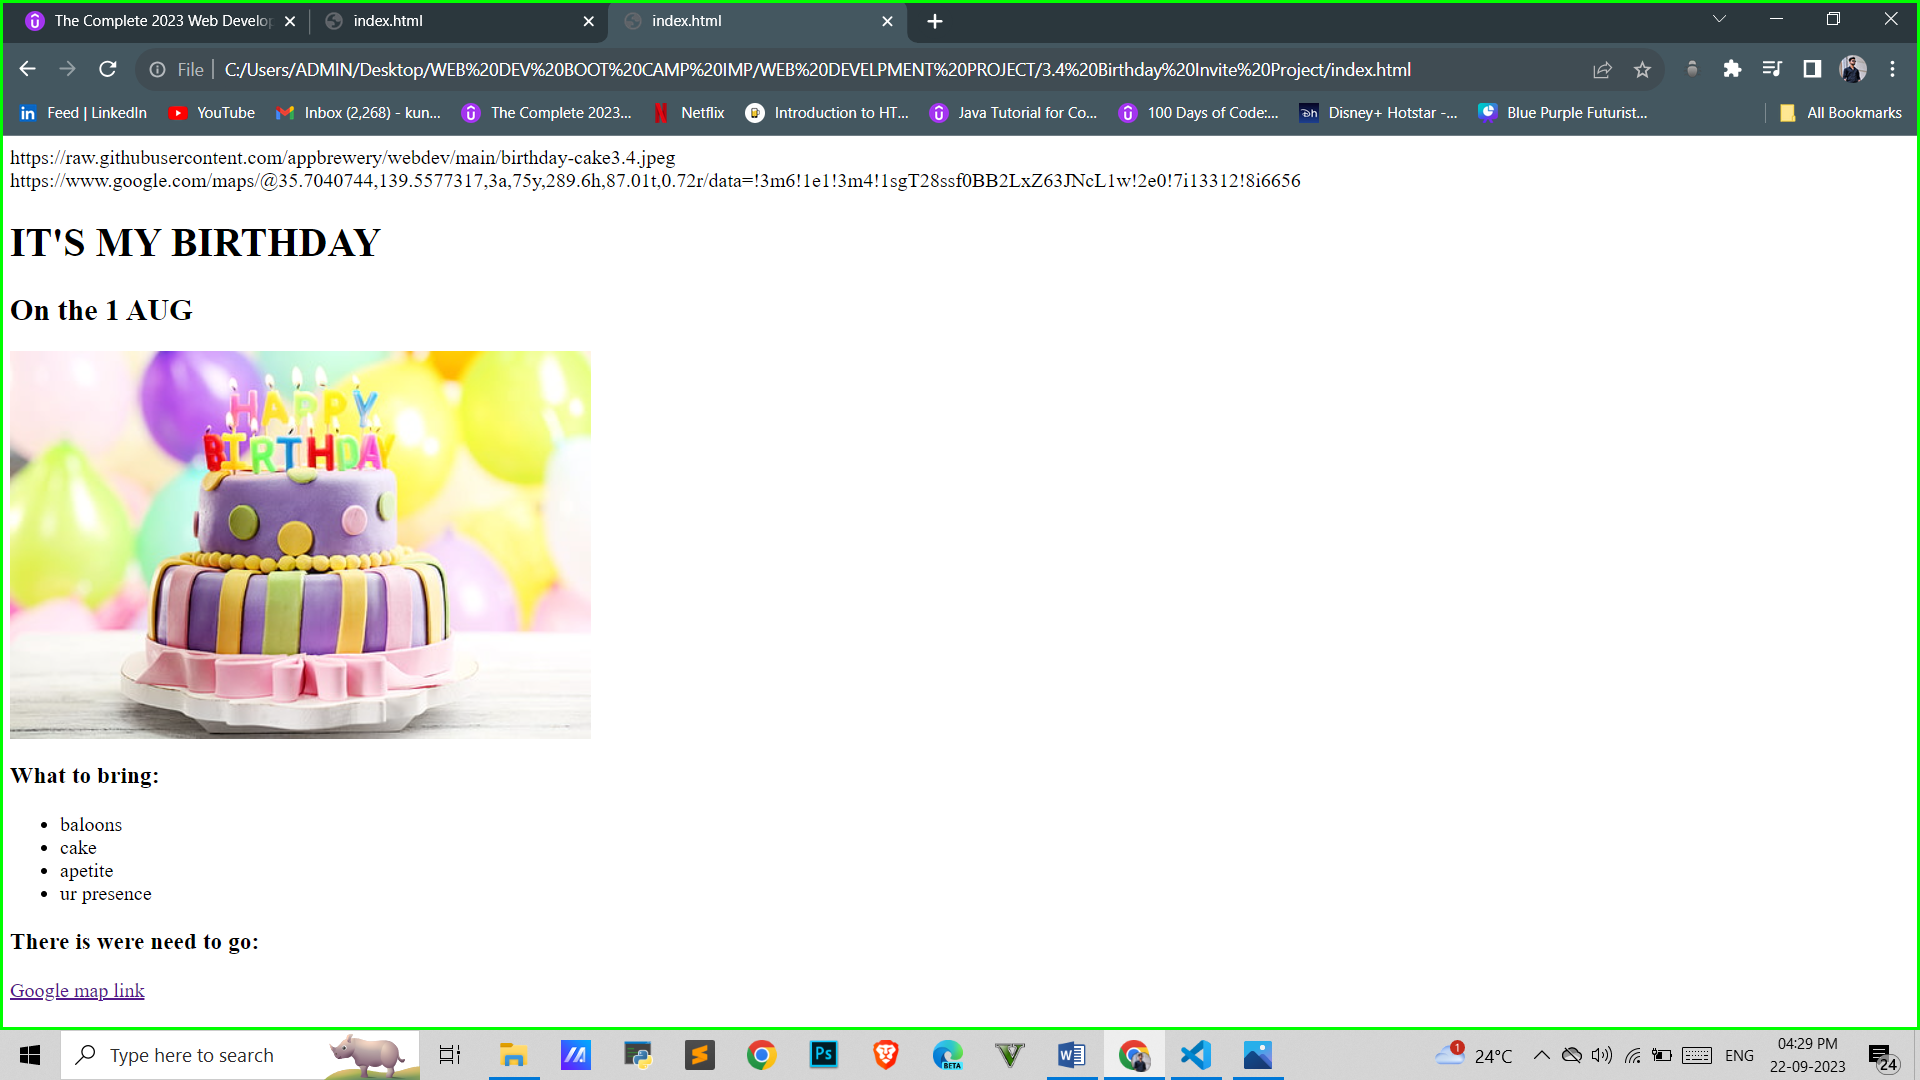 The Complete 2023 Web Develop
index.html
index.html
File
C:/Users/ADMIN/Desktop/WEB%20DEV%20BOOT%20CAMP%20IMP/WEB%20DEVELPMENT%20PROJECT/3.4%20Birthday%20Invite%20Project/index.html
Feed | LinkedIn
YouTube
Inbox (2,268) - kun...
The Complete 2023...
Netflix
Introduction to HT...
Java Tutorial for Co...
100 Days of Code:...
Disney+ Hotstar -...
Blue Purple Futurist...
All Bookmarks
https://raw.githubusercontent.com/appbrewery/webdev/main/birthday-cake3.4.jpeg
https://www.google.com/maps/@35.7040744,139.5577317,3a,75y,289.6h,87.01t,0.72r/data=!3m6!1e1!3m4!1sgT28ssf0BB2LxZ63JNcL1w!2e0!7i13312!8i6656
IT'S MY BIRTHDAY
On the 1 AUG
HAPPY
BIRTHDAY
What to bring:
• baloons
• cake
• apetite
• ur presence
There is were need to go:
Google map link
Type here to search
Ps
BETA
1
24°C
ENG
04:29 PM
22-09-2023
24